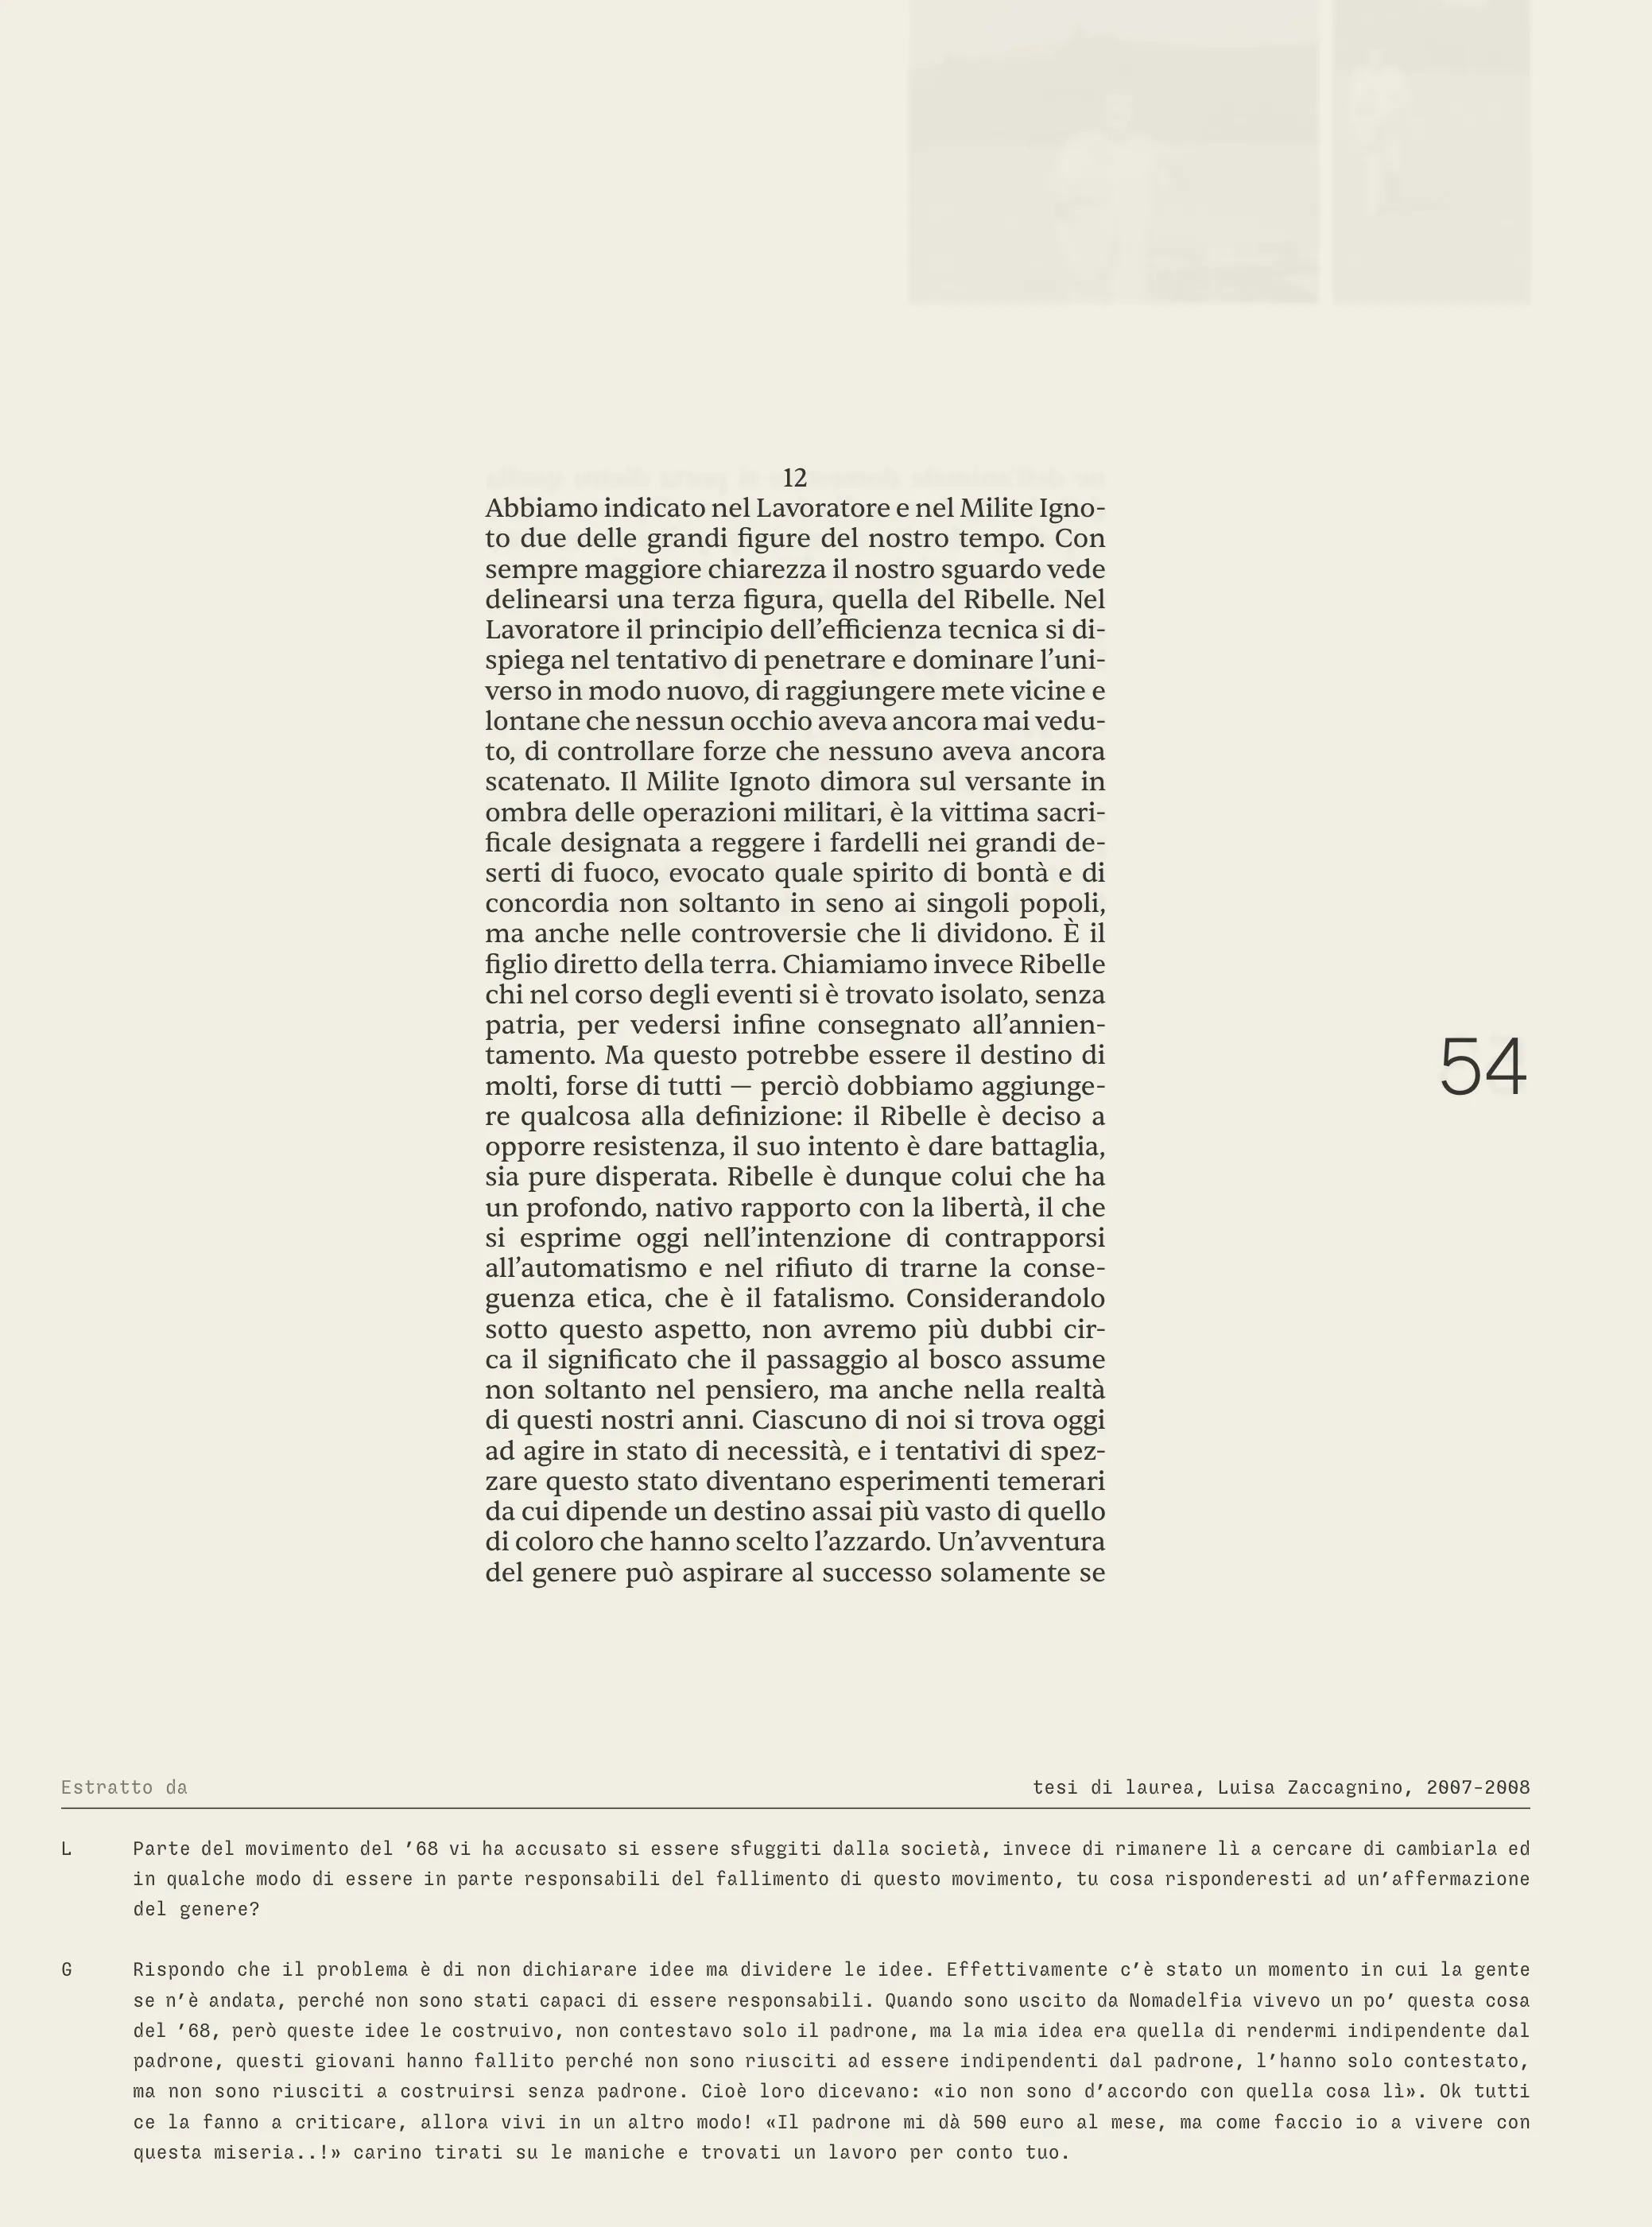 12
Abbiamo indicato nel Lavoratore e nel Milite Igno-
to due delle grandi figure del nostro tempo. Con
sempre maggiore chiarezza il nostro sguardo vede
delinearsi una terza figura, quella del Ribelle. Nel
Lavoratore il principio dell’efficienza tecnica si di-
spiega nel tentativo di penetrare e dominare l’uni-
verso in modo nuovo, di raggiungere mete vicine e
lontane che nessun occhio aveva ancora mai vedu-
to, di controllare forze che nessuno aveva ancora
scatenato. Il Milite Ignoto dimora sul versante in
ombra delle operazioni militari, è la vittima sacri-
ficale designata a reggere i fardelli nei grandi de-
serti di fuoco, evocato quale spirito di bontà e di
concordia non soltanto in seno ai singoli popoli,
ma anche nelle controversie che li dividono. È il
figlio diretto della terra. Chiamiamo invece Ribelle
chi nel corso degli eventi si è trovato isolato, senza
patria, per vedersi infine consegnato all’annien-
tamento. Ma questo potrebbe essere il destino di
molti, forse di tutti — perciò dobbiamo aggiunge-
re qualcosa alla definizione: il Ribelle è deciso a
opporre resistenza, il suo intento è dare battaglia,
sia pure disperata. Ribelle è dunque colui che ha
un profondo, nativo rapporto con la libertà, il che
si esprime oggi nell’intenzione di contrapporsi
all’automatismo e nel rifiuto di trarne la conse-
guenza etica, che è il fatalismo. Considerandolo
sotto questo aspetto, non avremo più dubbi cir-
ca il significato che il passaggio al bosco assume
non soltanto nel pensiero, ma anche nella realtà
di questi nostri anni. Ciascuno di noi si trova oggi
ad agire in stato di necessità, e i tentativi di spez-
zare questo stato diventano esperimenti temerari
da cui dipende un destino assai più vasto di quello
di coloro che hanno scelto l’azzardo. Un’avventura
del genere può aspirare al successo solamente se
54
Estratto da tesi di laurea, Luisa Zaccagnino, 2007-2008
L Parte del movimento del ’68 vi ha accusato si essere sfuggiti dalla società, invece di rimanere lì a cercare di cambiarla ed
in qualche modo di essere in parte responsabili del fallimento di questo movimento, tu cosa risponderesti ad un’affermazione
del genere?
G Rispondo che il problema è di non dichiarare idee ma dividere le idee. Effettivamente c’è stato un momento in cui la gente
se n’è andata, perché non sono stati capaci di essere responsabili. Quando sono uscito da Nomadelfia vivevo un po’ questa cosa
del ’68, però queste idee le costruivo, non contestavo solo il padrone, ma la mia idea era quella di rendermi indipendente dal
padrone, questi giovani hanno fallito perché non sono riusciti ad essere indipendenti dal padrone, l’hanno solo contestato,
ma non sono riusciti a costruirsi senza padrone. Cioè loro dicevano: «io non sono d’accordo con quella cosa lì». Ok tutti
ce la fanno a criticare, allora vivi in un altro modo! «Il padrone mi dà 500 euro al mese, ma come faccio io a vivere con
questa miseria..!» carino tirati su le maniche e trovati un lavoro per conto tuo.